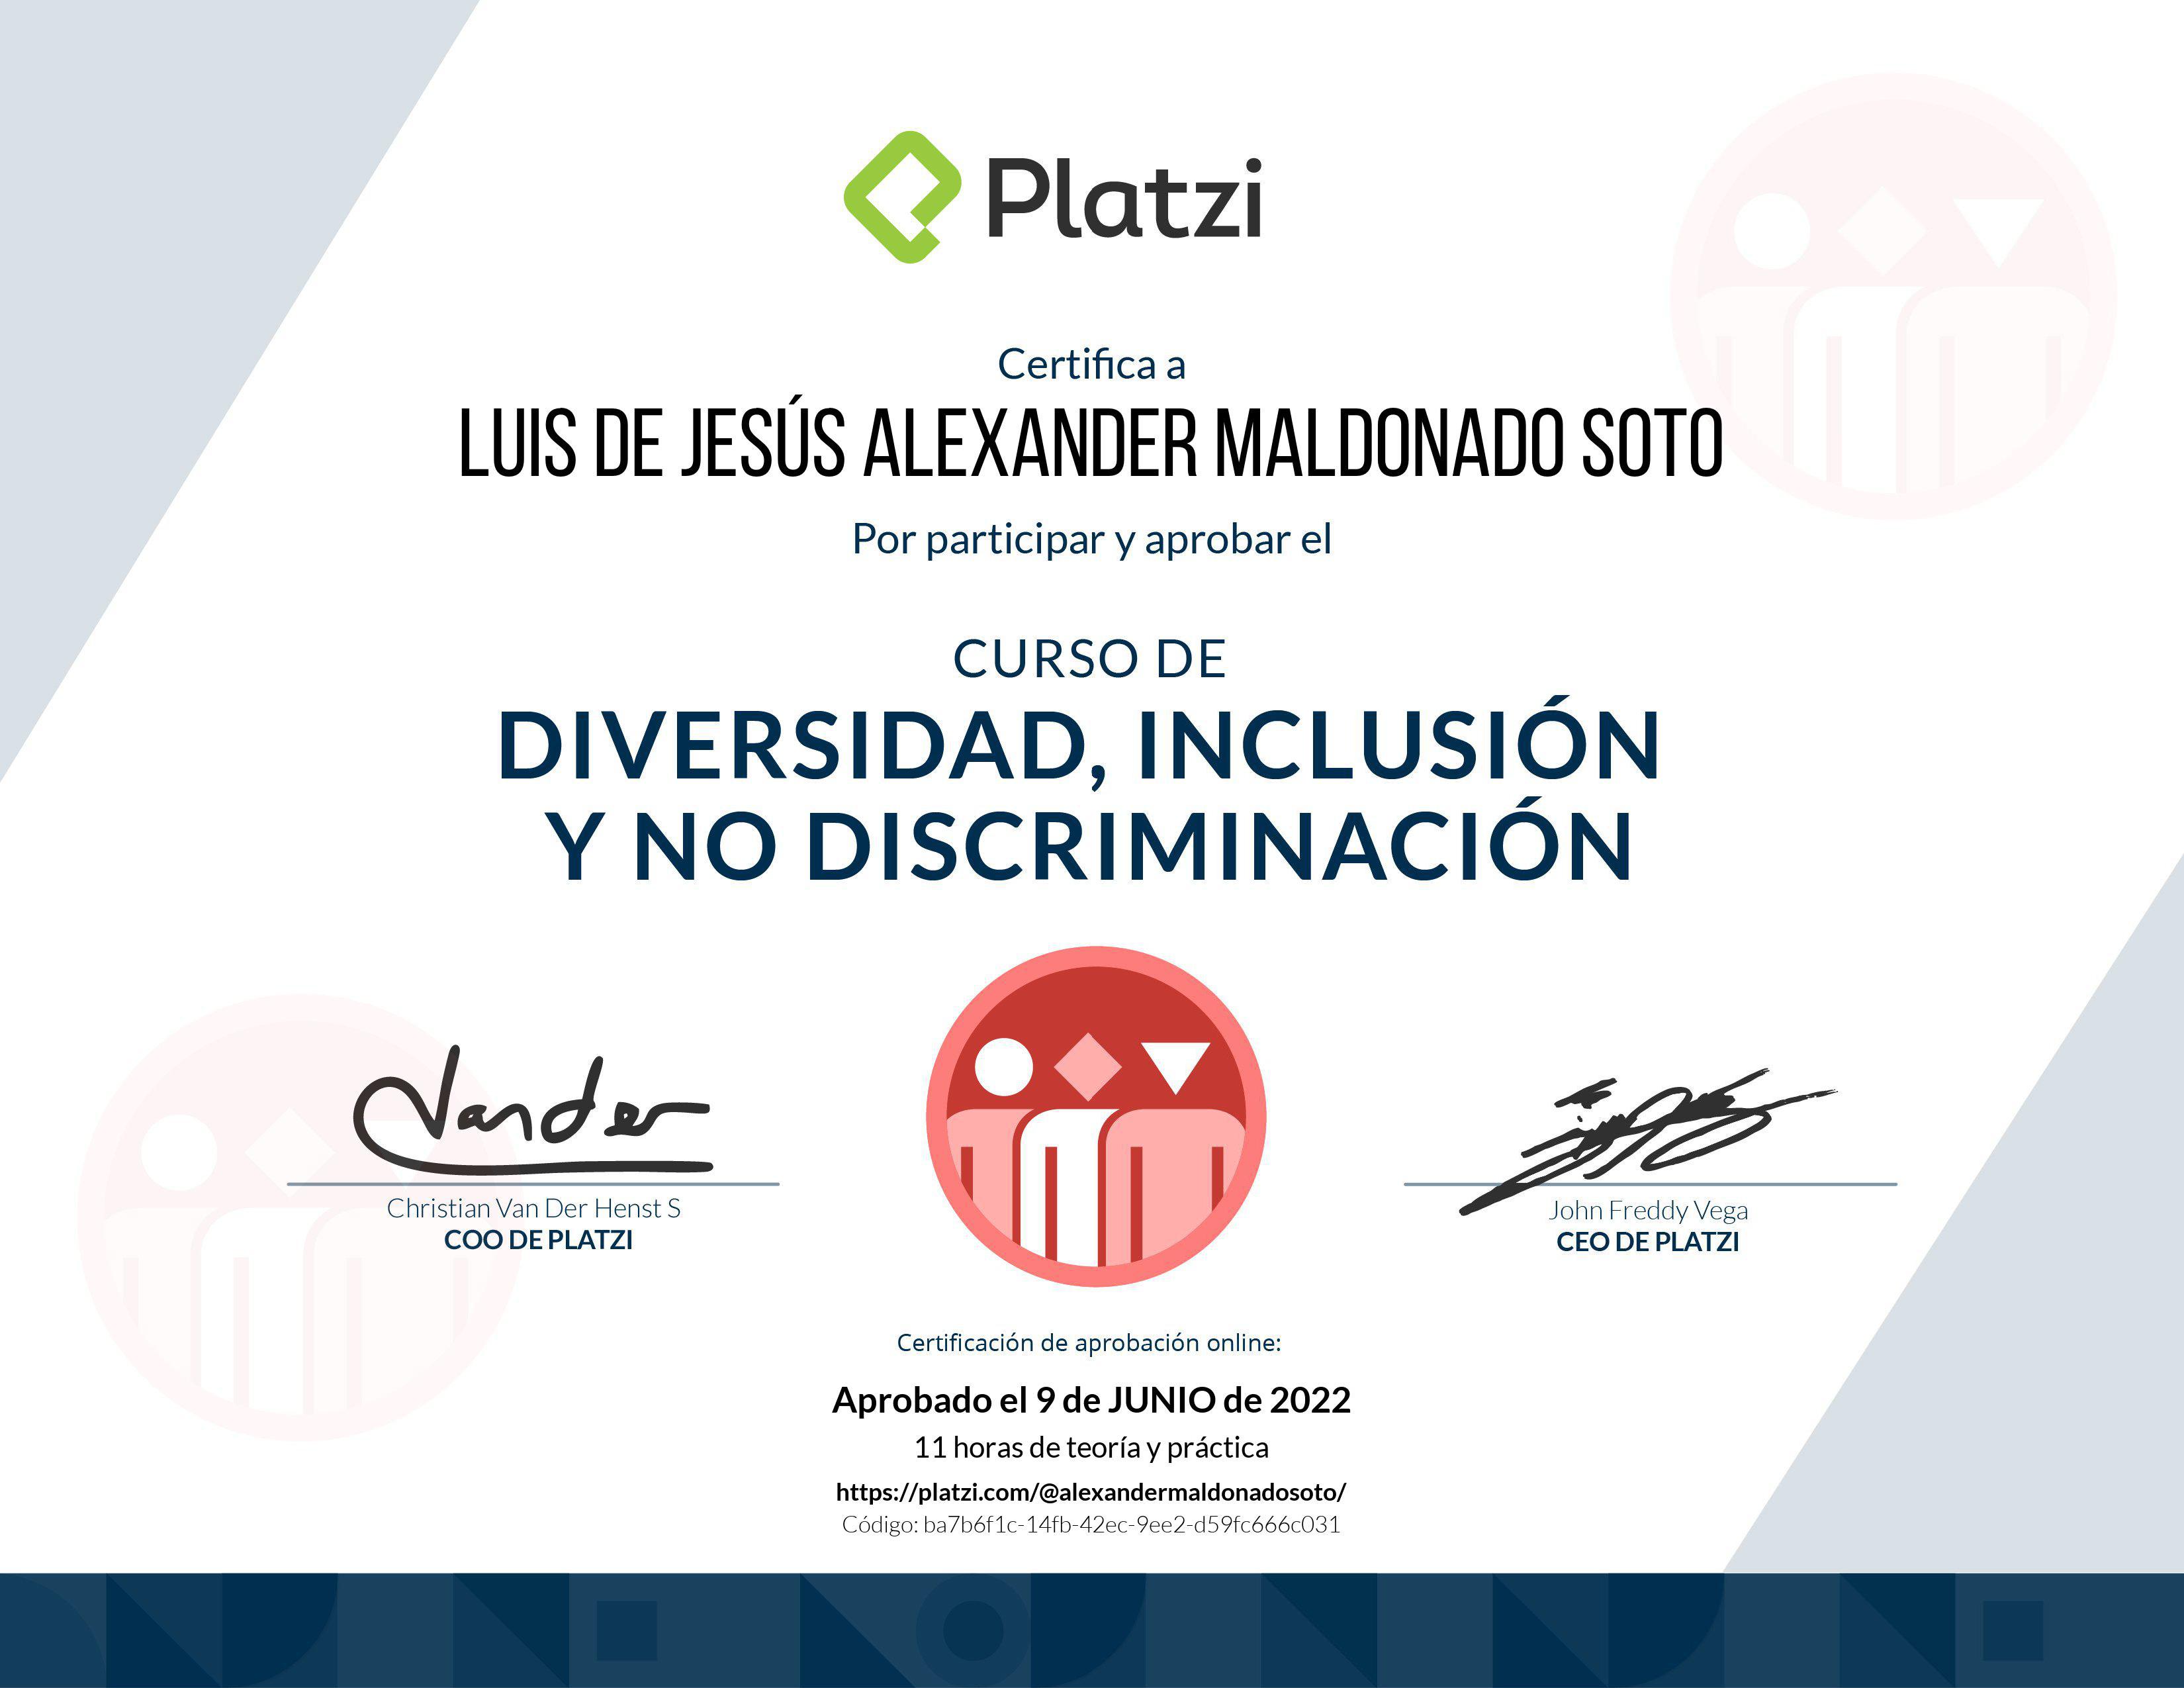 Platzi
Certifica a
LUIS DE JESÚS ALEXANDER MALDONADO SOTO
Por participar y aprobar el
CURSO DE
DIVERSIDAD, INCLUSIÓN
Y NO DISCRIMINACIÓN
Vander
Christian Van Der Henst S
COO DE PLATZI
John Freddy Vega
CEO DE PLATZI
Certificación de aprobación online:
Aprobado el 9 de JUNIO de 2022
11 horas de teoría y práctica
https://platzi.com/@alexandermaldonadosoto/
Código: ba7b6f1c-14fb-42ec-9ee2-d59fc666c031